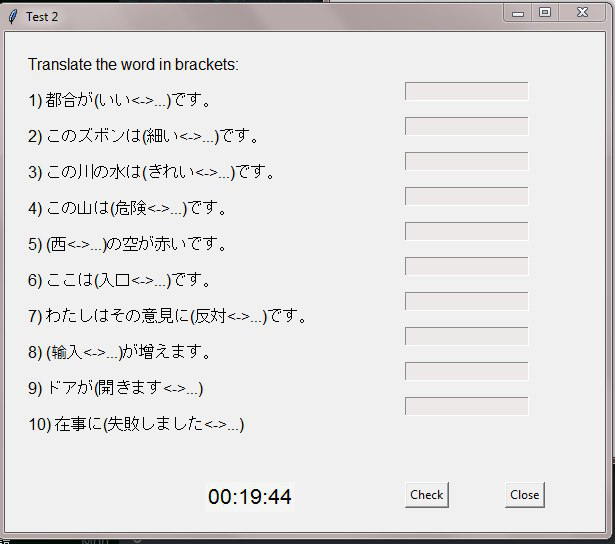 Test 2
Translate the word in brackets:
1) 都合が(いい<->...)です。
2) このズボンは(細い<->...)です。
3) この川の水は(きれい<->...)です。
4) この山は(危険<->...)です。
5) (西<->...)の空が赤いです。
6) ここは(入口<->...)です。
7) わたしはその意見に(反対<->...)です。
8) (输入<->...)が増えます。
9) ドアが(開きます<->...)
10) 在事に(失敗しました<->...)
00:19:44 Check Close